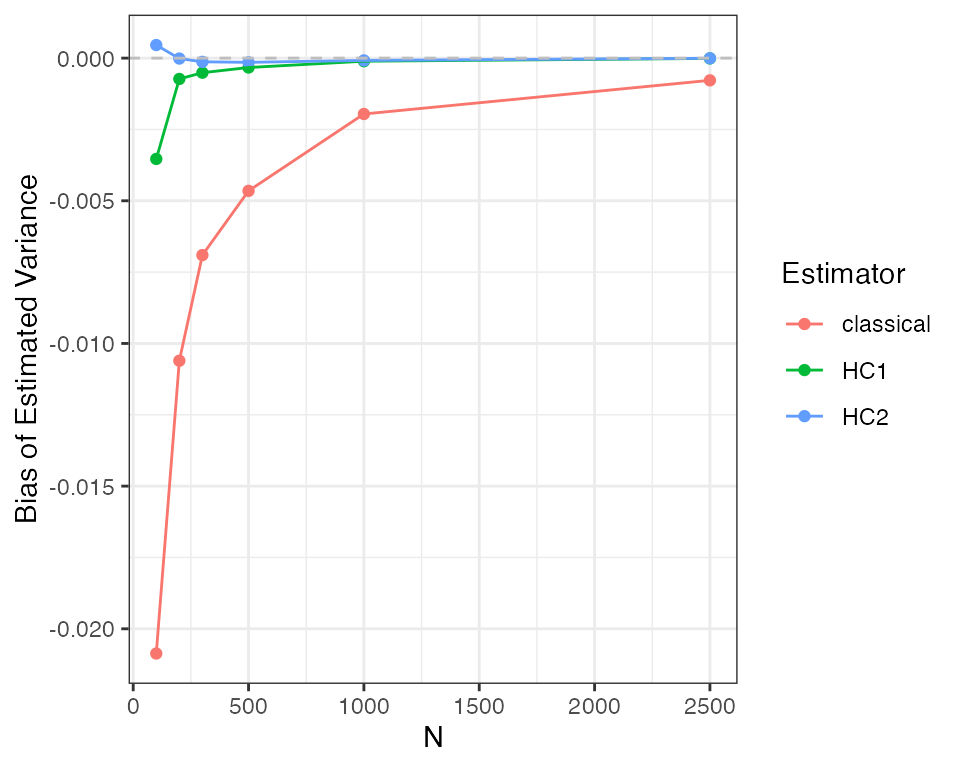 0.000
-0.005
-0.010
-0.015
-0.020
Bias of Estimated Variance
0 500 1000 1500 2000 2500
N
Estimator
classical
HC1
HC2